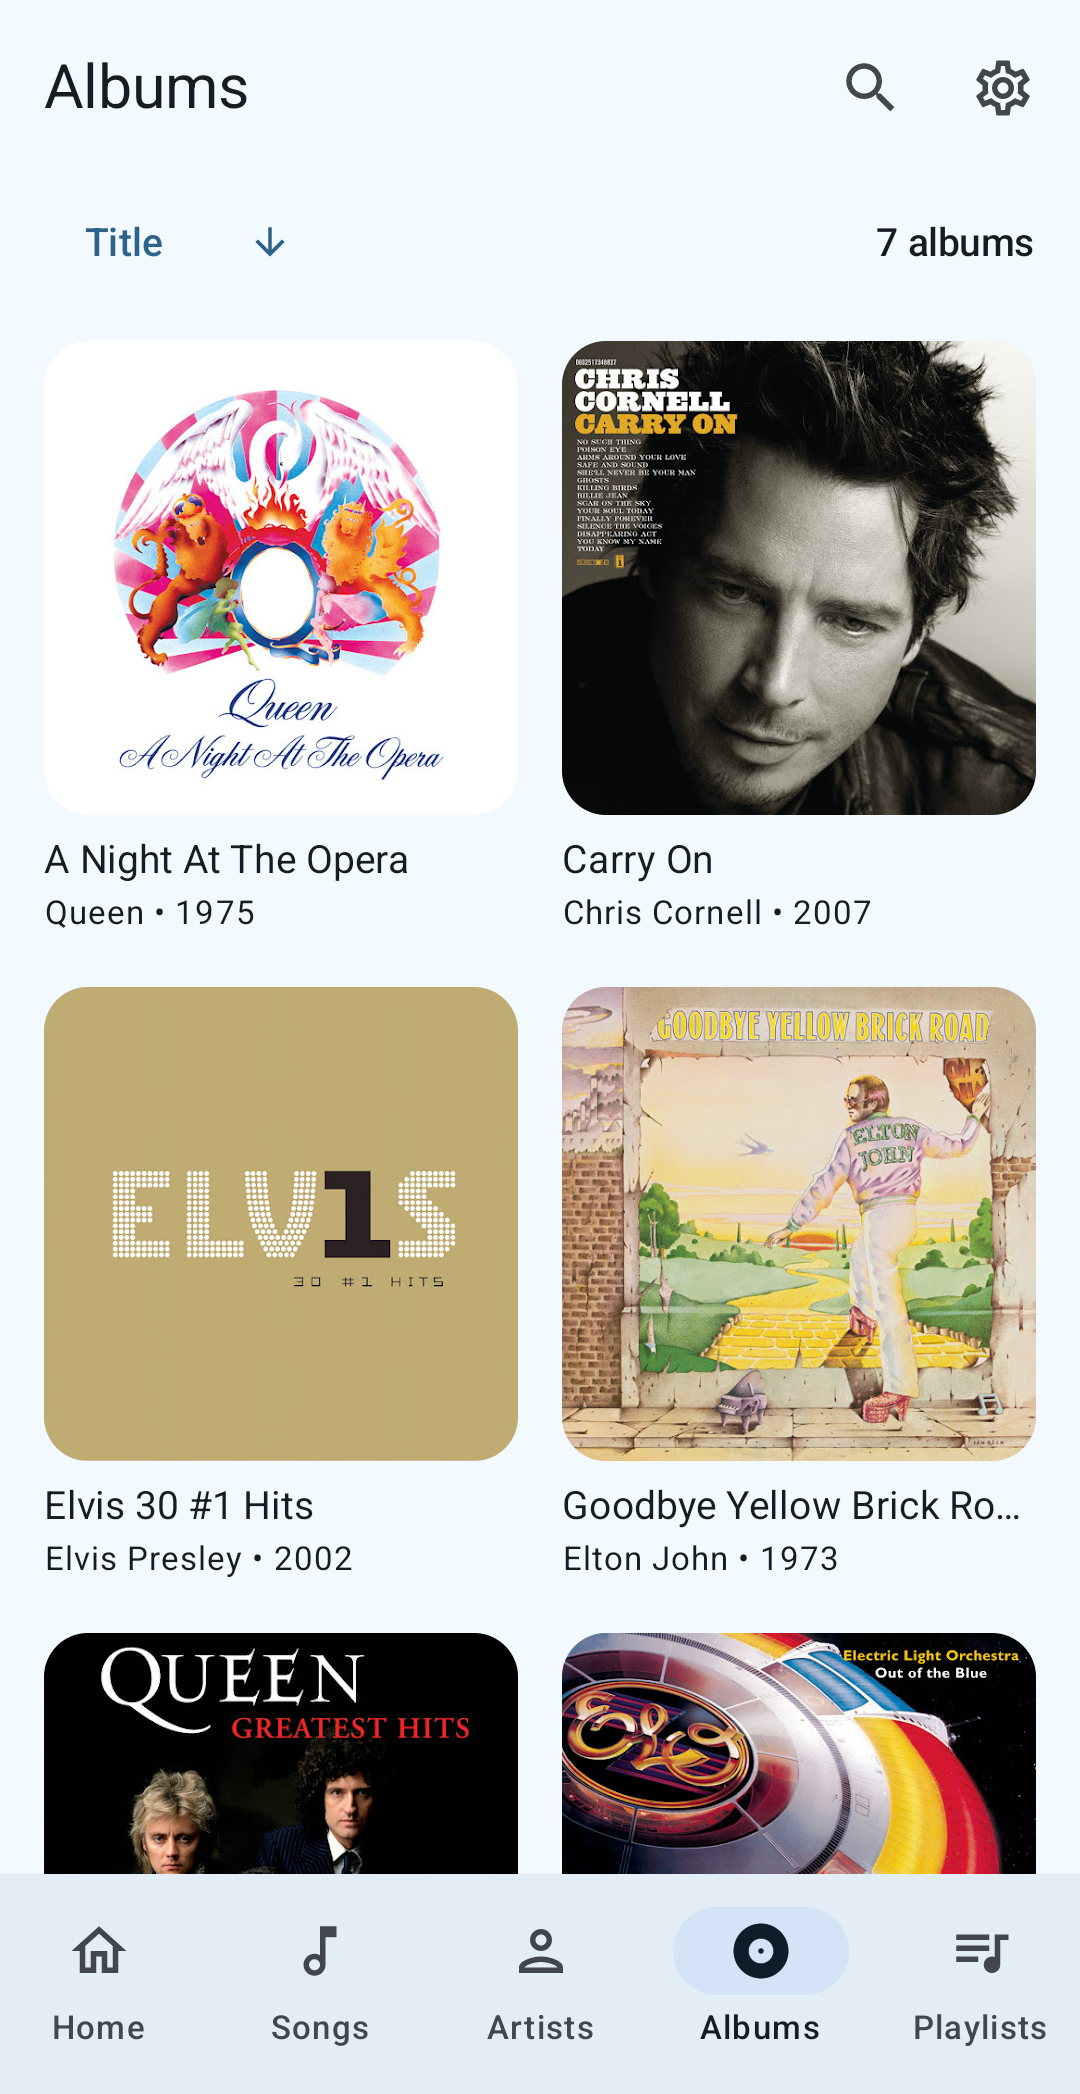 Albums
Title
7 albums
Queen
A Night At The Opera
0602517348837
CHRIS
CORNELL
CARRY ON
NO SUCH THING
POISON EYE
ARMS AROUND YOUR LOVE
SAFE AND SOUND
SHE'LL NEVER BE YOUR MAN
GHOSTS
KILLING BIRDS
BILLIE JEAN
SCAR ON THE SKY
YOUR SOUL TODAY
FINALLY FOREVER
SILENCE THE VOICES
DISAPPEARING ACT
YOU KNOW MY NAME
TODAY
A Night At The Opera
Queen • 1975
Carry On
Chris Cornell • 2007
ELV1S
30 #1 HITS
GOODBYE YELLOW BRICK ROAD
ELTON
JOHN
Elvis 30 #1 Hits
Elvis Presley • 2002
Goodbye Yellow Brick Ro...
Elton John • 1973
QUEEN
GREATEST HITS
Electric Light Orchestra
Out of the Blue
ELO
Home
Songs
Artists
Albums
Playlists